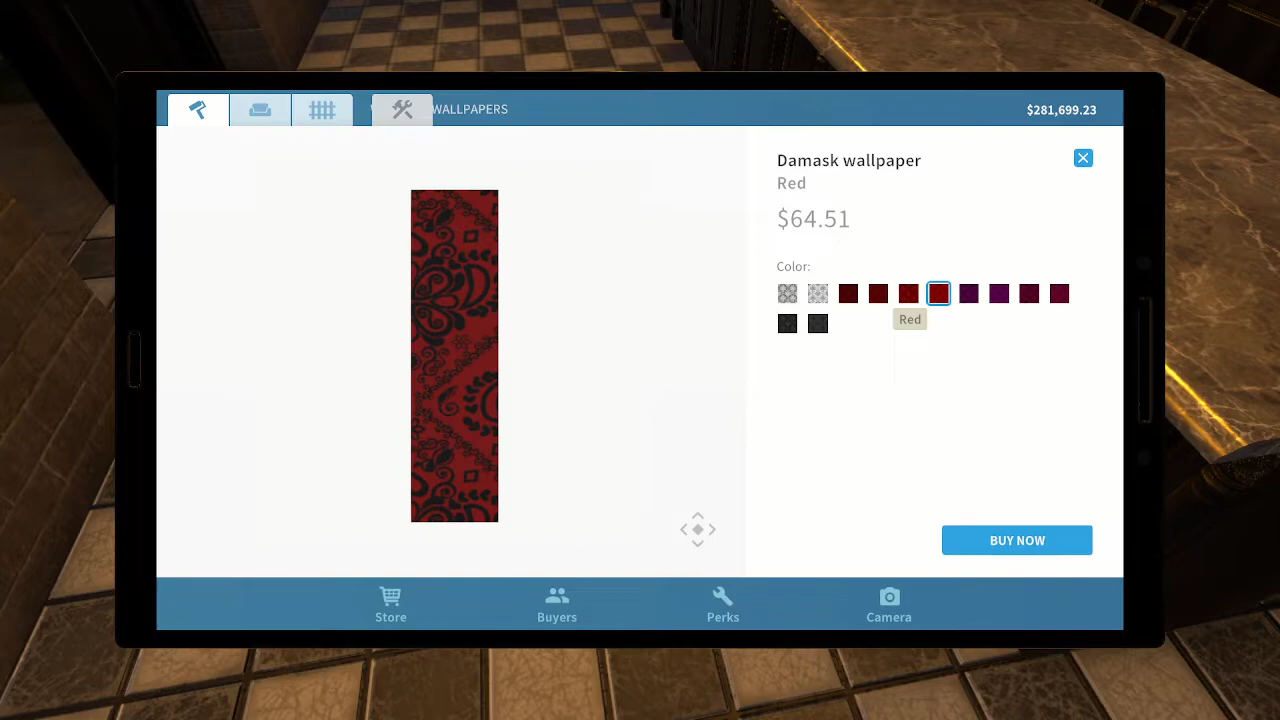 WALLPAPERS
$281,699.23
Damask wallpaper
Red
$64.51
Color:
Red
BUY NOW
Store
Buyers
Perks
Camera